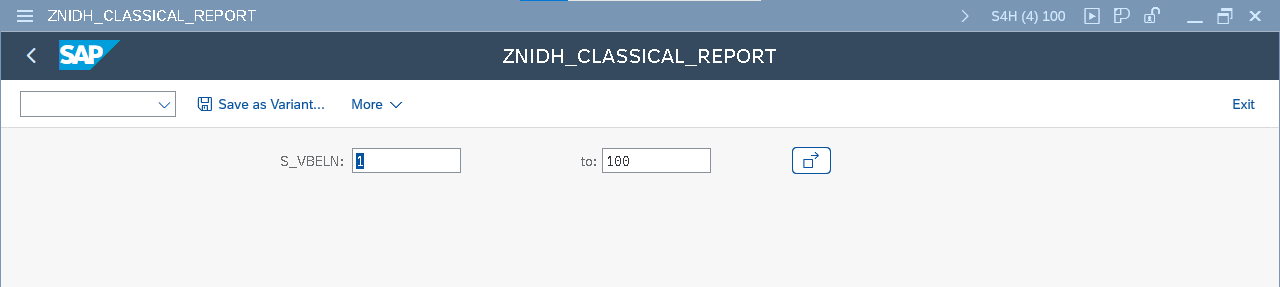 ZNIDH_CLASSICAL_REPORT S4H (4) 100
SAP ZNIDH_CLASSICAL_REPORT
Save as Variant... More Exit
S_VBELN: 1 to: 100